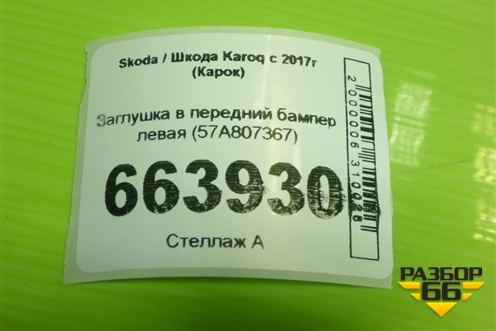 Skoda / Шкода Karoq с 2017г
(Карок)
Заглушка в передний бампер
левая (57A807367)
663930
Стеллаж А
2000006310026
РАЗБОР
66